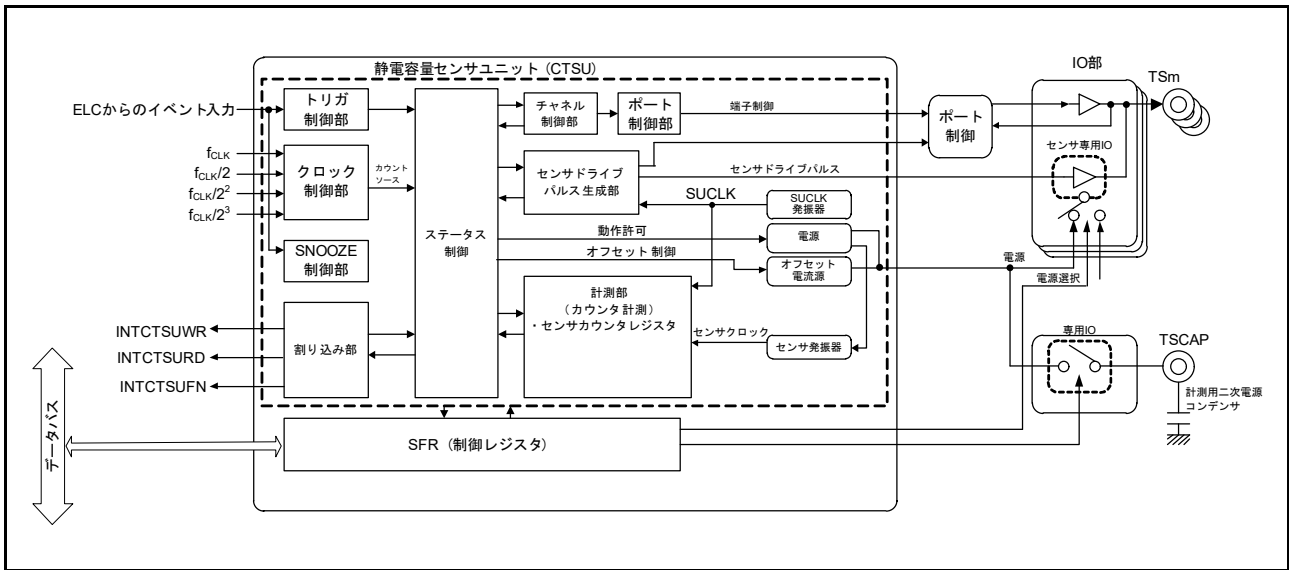 静電容量センサユニット (CTSU)
ELCからのイベント入力
トリガ
制御部
fCLK
fCLK/2
fCLK/2²
fCLK/2³
クロック
制御部
カウント
ソース
SNOOZE
制御部
INTCTSUWR
INTCTSURD
INTCTSUFN
割り込み部
ステータス
制御
チャネル
制御部
ポート
制御部
端子制御
センサドライブ
パルス生成部
センサドライブパルス
SUCLK
SUCLK
発振器
動作許可
電源
オフセット 制御
オフセット
電流源
計測部
(カウンタ計測)
・センサカウンタレジスタ
センサクロック
センサ発振器
SFR (制御レジスタ)
データバス
ポート
制御
IO部
TSm
センサ専用IO
電源
電源選択
専用IO
TSCAP
計測用二次電源
コンデンサ